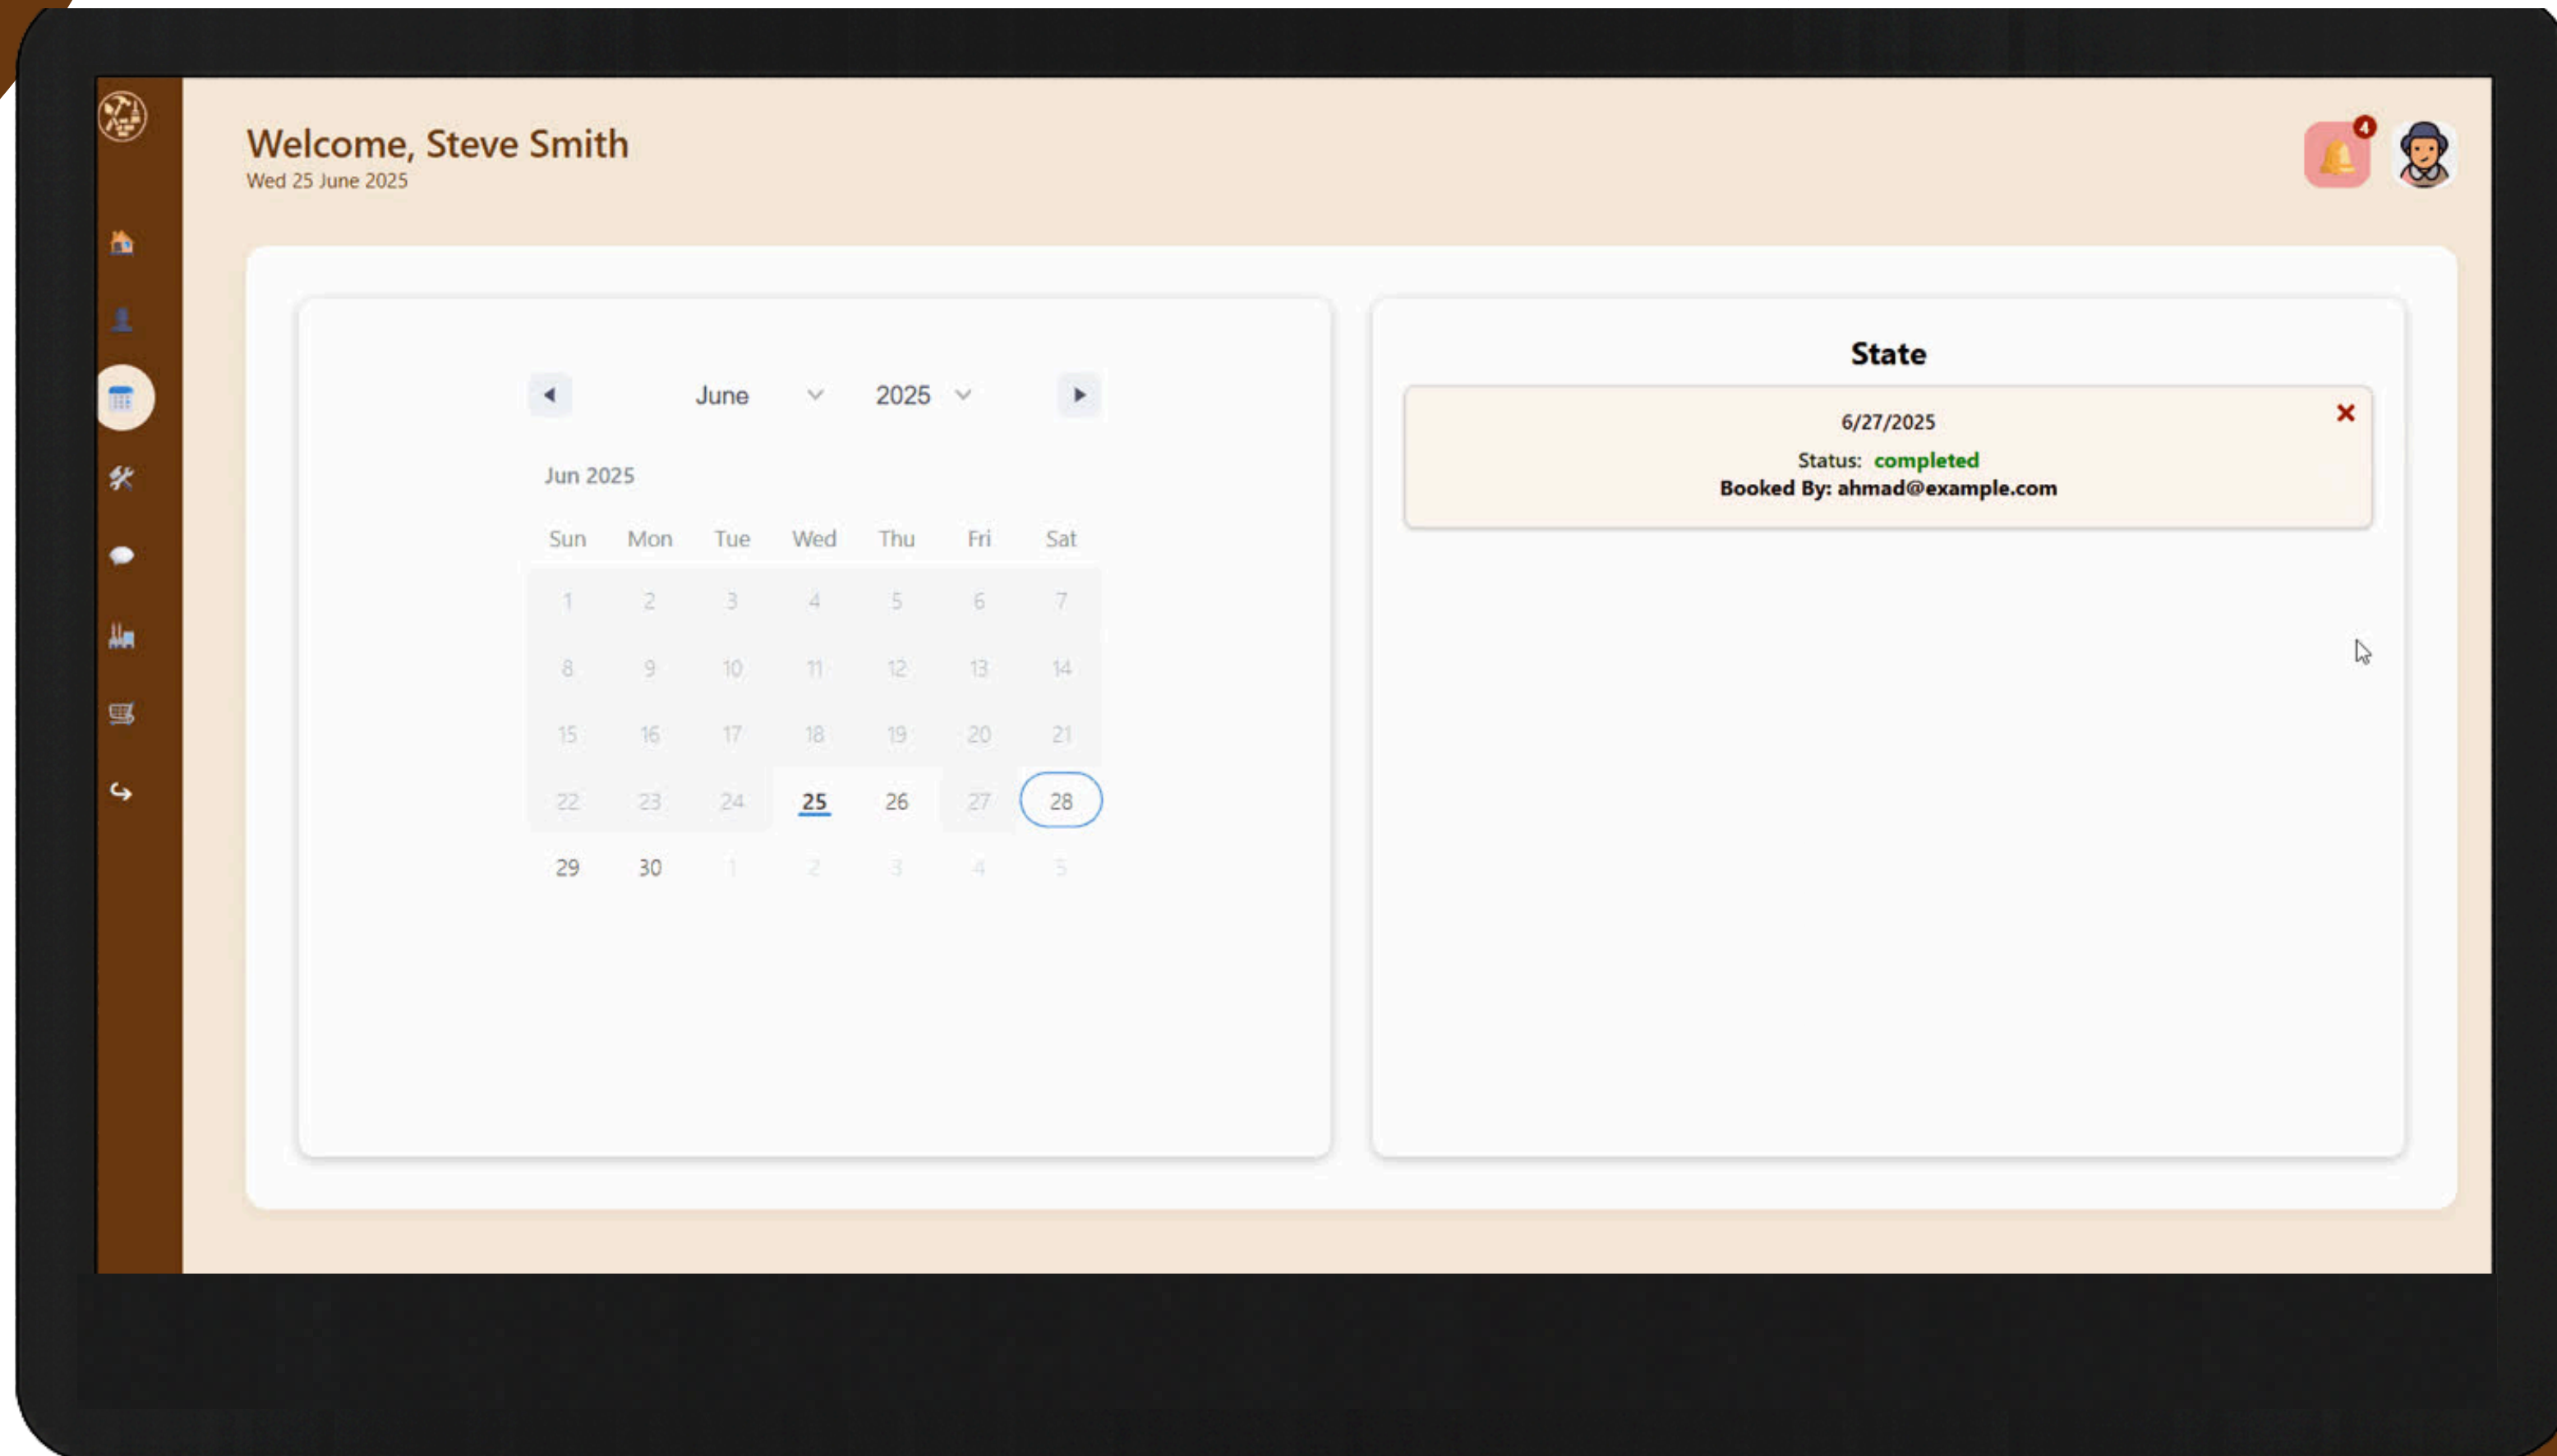 Welcome, Steve Smith
Wed 25 June 2025
4
June 2025
Jun 2025
Sun Mon Tue Wed Thu Fri Sat
1 2 3 4 5 6 7
8 9 10 11 12 13 14
15 16 17 18 19 20 21
22 23 24 25 26 27 28
29 30 1 2 3 4 5
State
6/27/2025
Status: completed
Booked By: ahmad@example.com